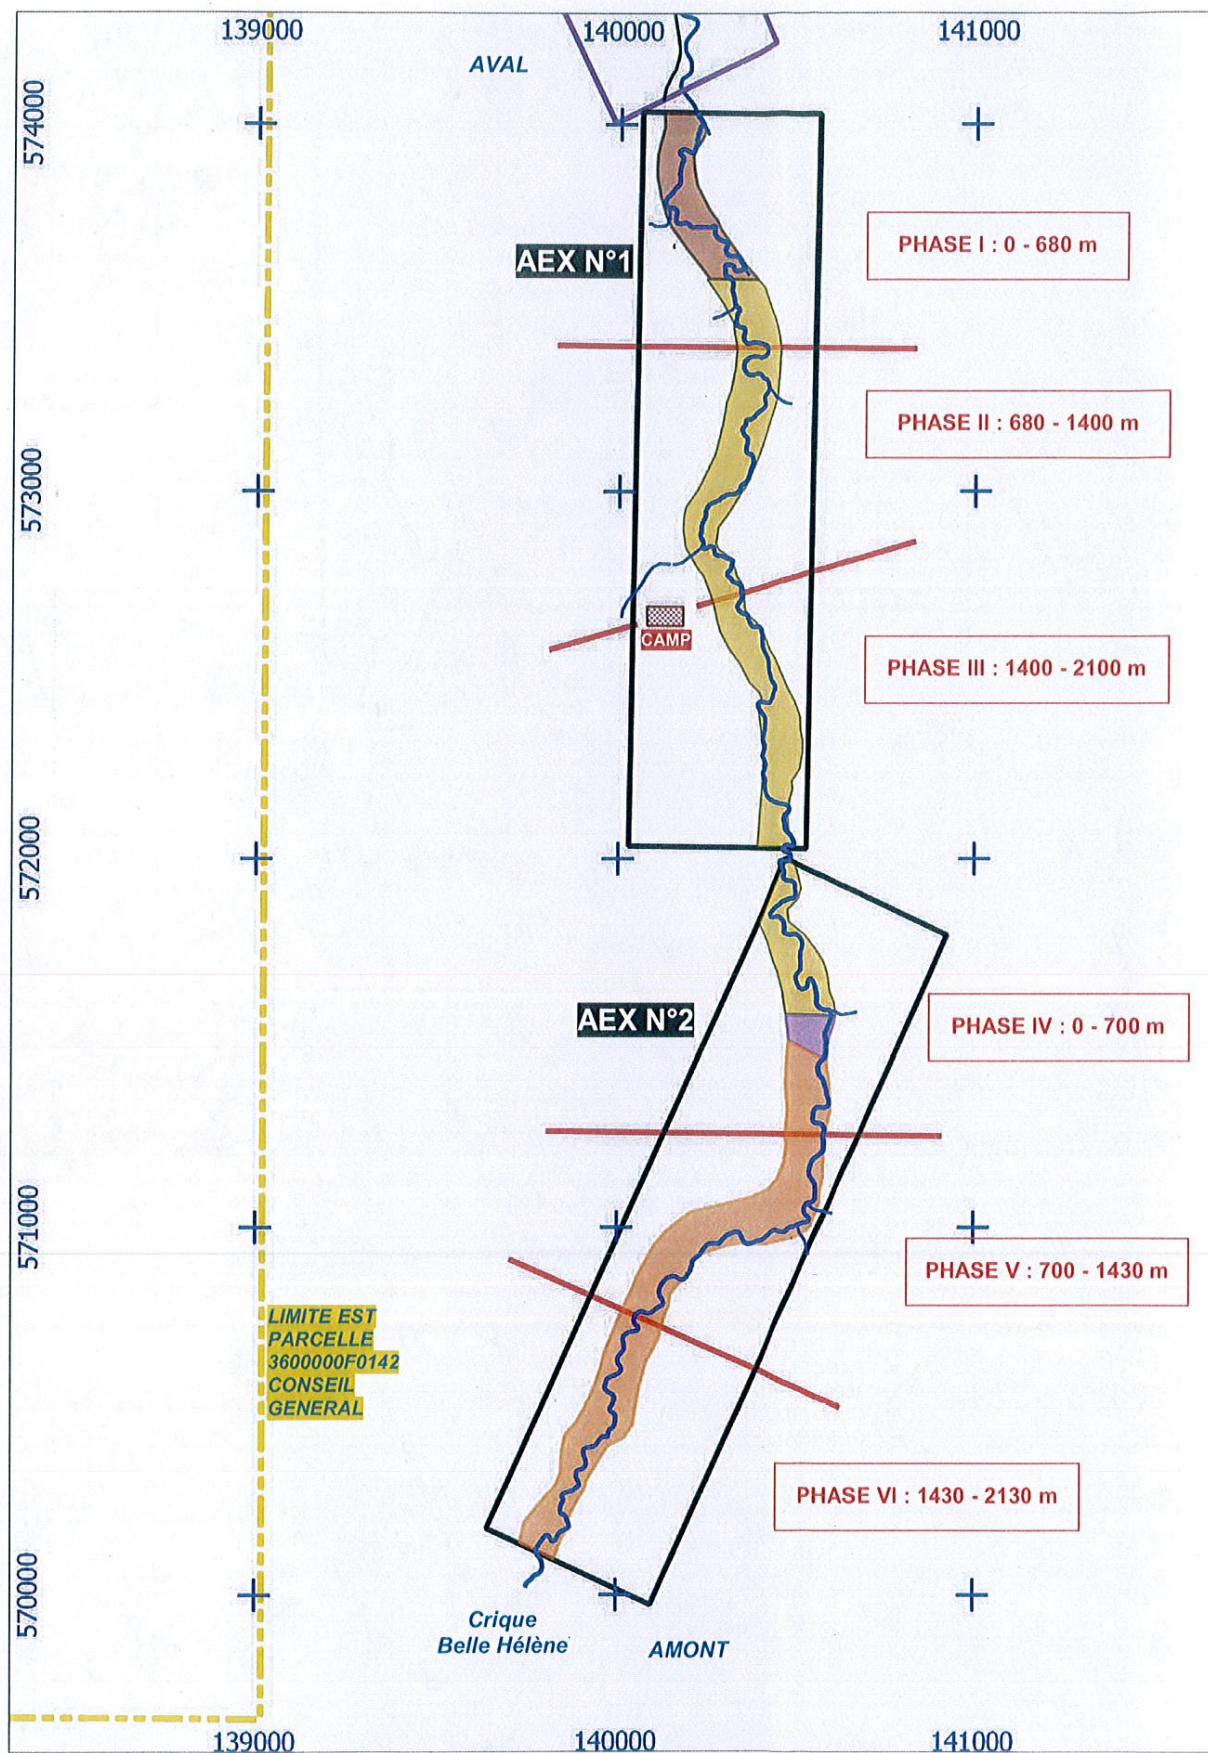 139000
140000
141000
AVAL
574000
AEX N°1
PHASE I : 0 - 680 m
PHASE II : 680 - 1400 m
573000
CAMP
PHASE III : 1400 - 2100 m
572000
AEX N°2
PHASE IV : 0 - 700 m
571000
PHASE V : 700 - 1430 m
LIMITE EST
PARCELLE
3600000F0142
CONSEIL
GENERAL
PHASE VI : 1430 - 2130 m
570000
Crique
Belle Hélène
AMONT
139000
140000
141000